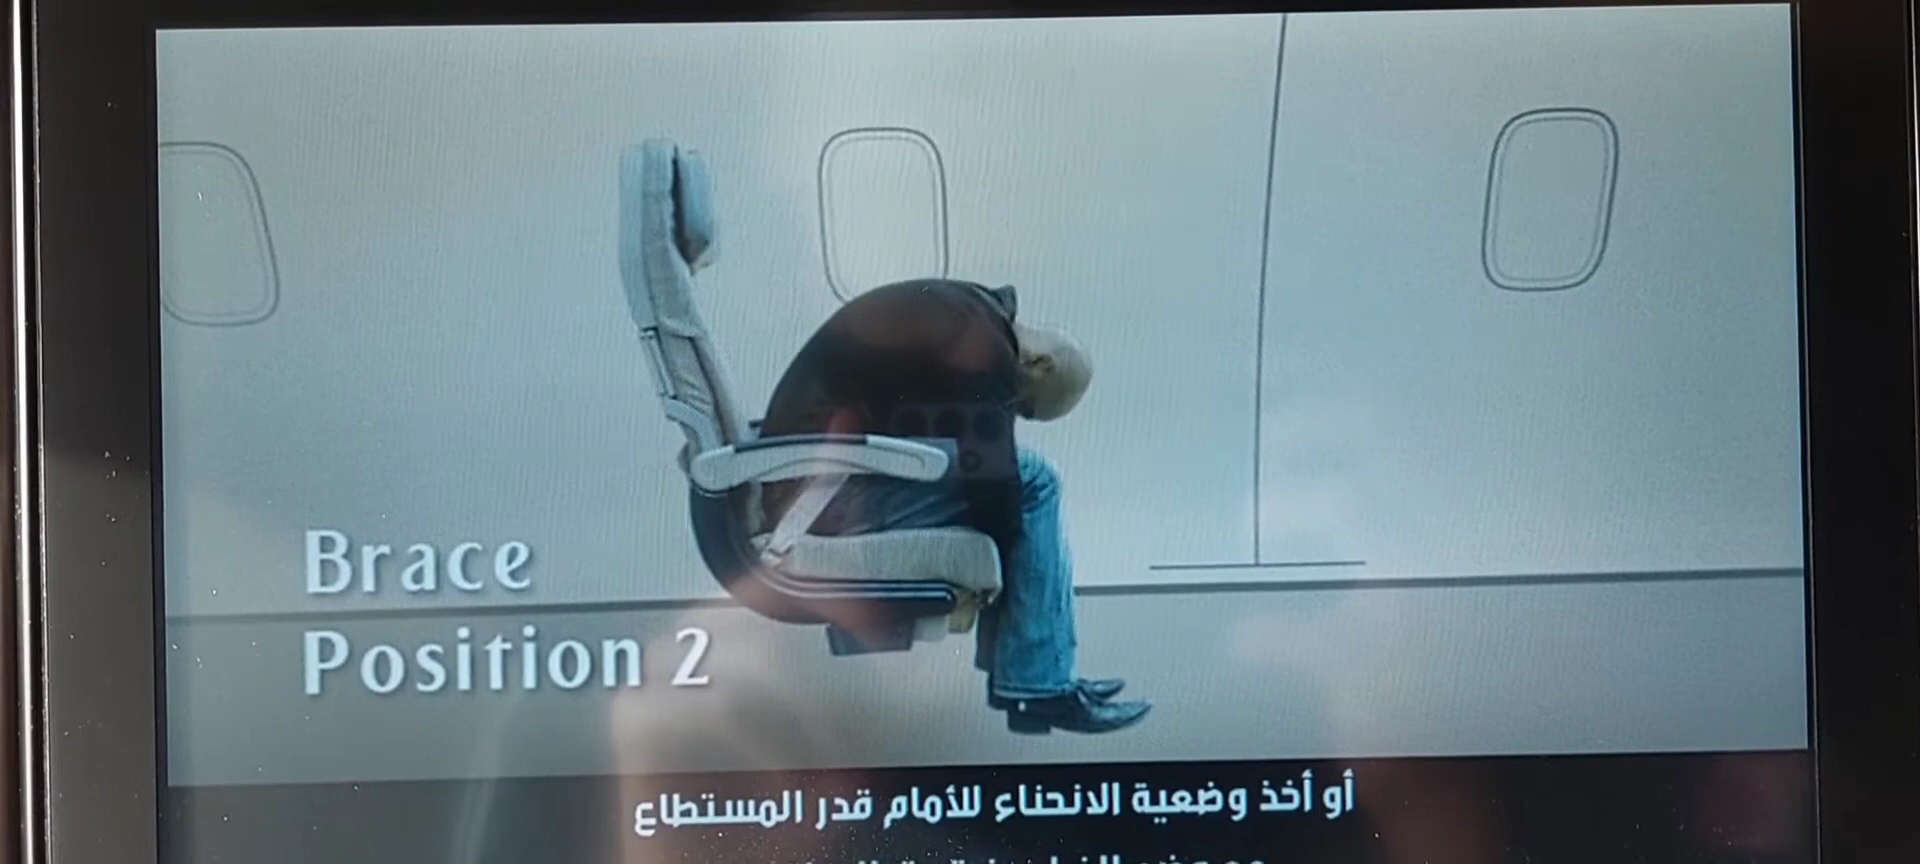 Brace
Position 2
أو أخذ وضعية الانحناء للأمام قدر المستطاع